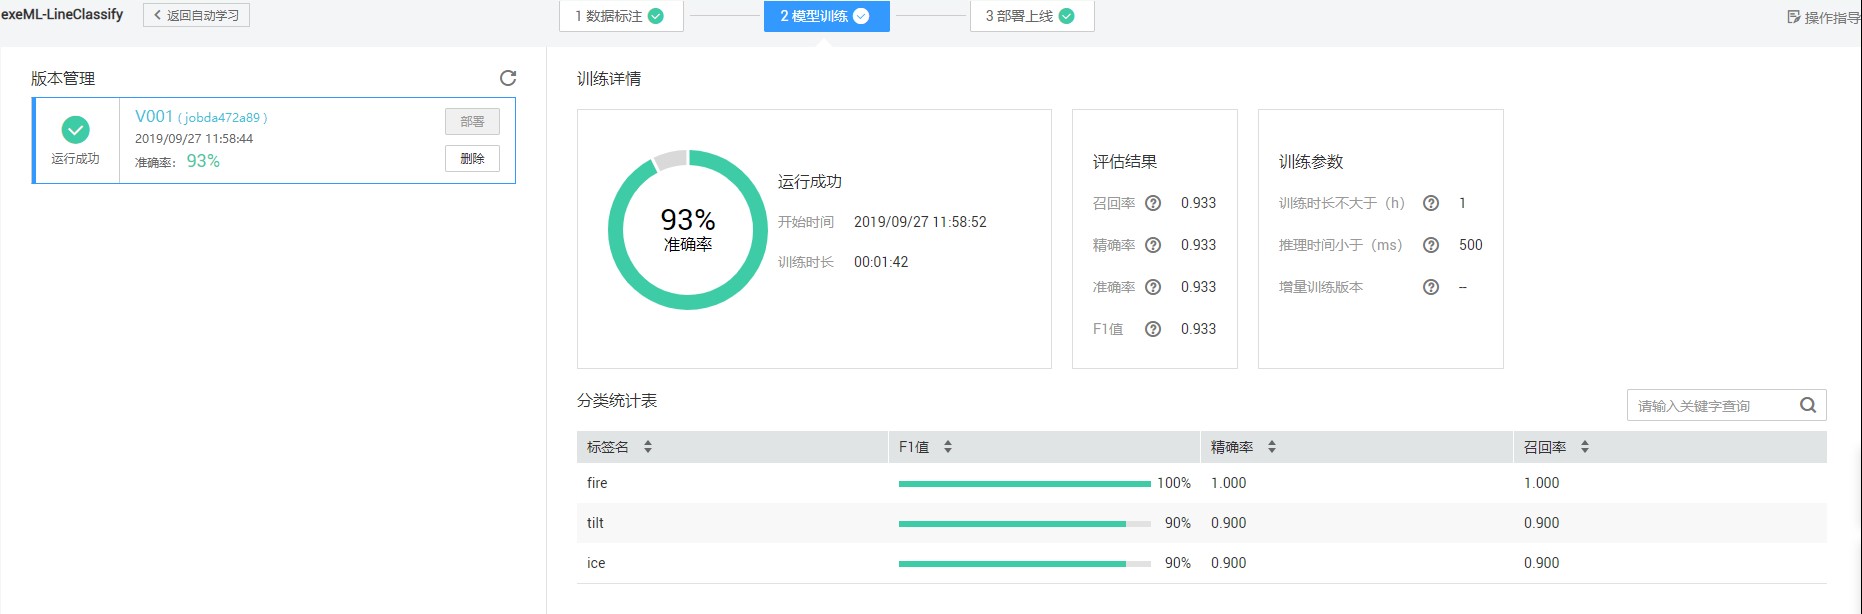 exeML-LineClassify
返回自动学习
1 数据标注
2 模型训练
3 部署上线
操作指导
版本管理
V001 ( jobda472a89 )
部署
2019/09/27 11:58:44
运行成功
准确率: 93%
删除
训练详情
93%
准确率
运行成功
开始时间 2019/09/27 11:58:52
训练时长 00:01:42
评估结果
召回率 ? 0.933
精确率 ? 0.933
准确率 ? 0.933
F1值 ? 0.933
训练参数
训练时长不大于（h） ? 1
推理时间小于（ms） ? 500
增量训练版本 ? --
分类统计表
请输入关键字查询
标签名 F1值 精确率 召回率
fire 100% 1.000 1.000
tilt 90% 0.900 0.900
ice 90% 0.900 0.900